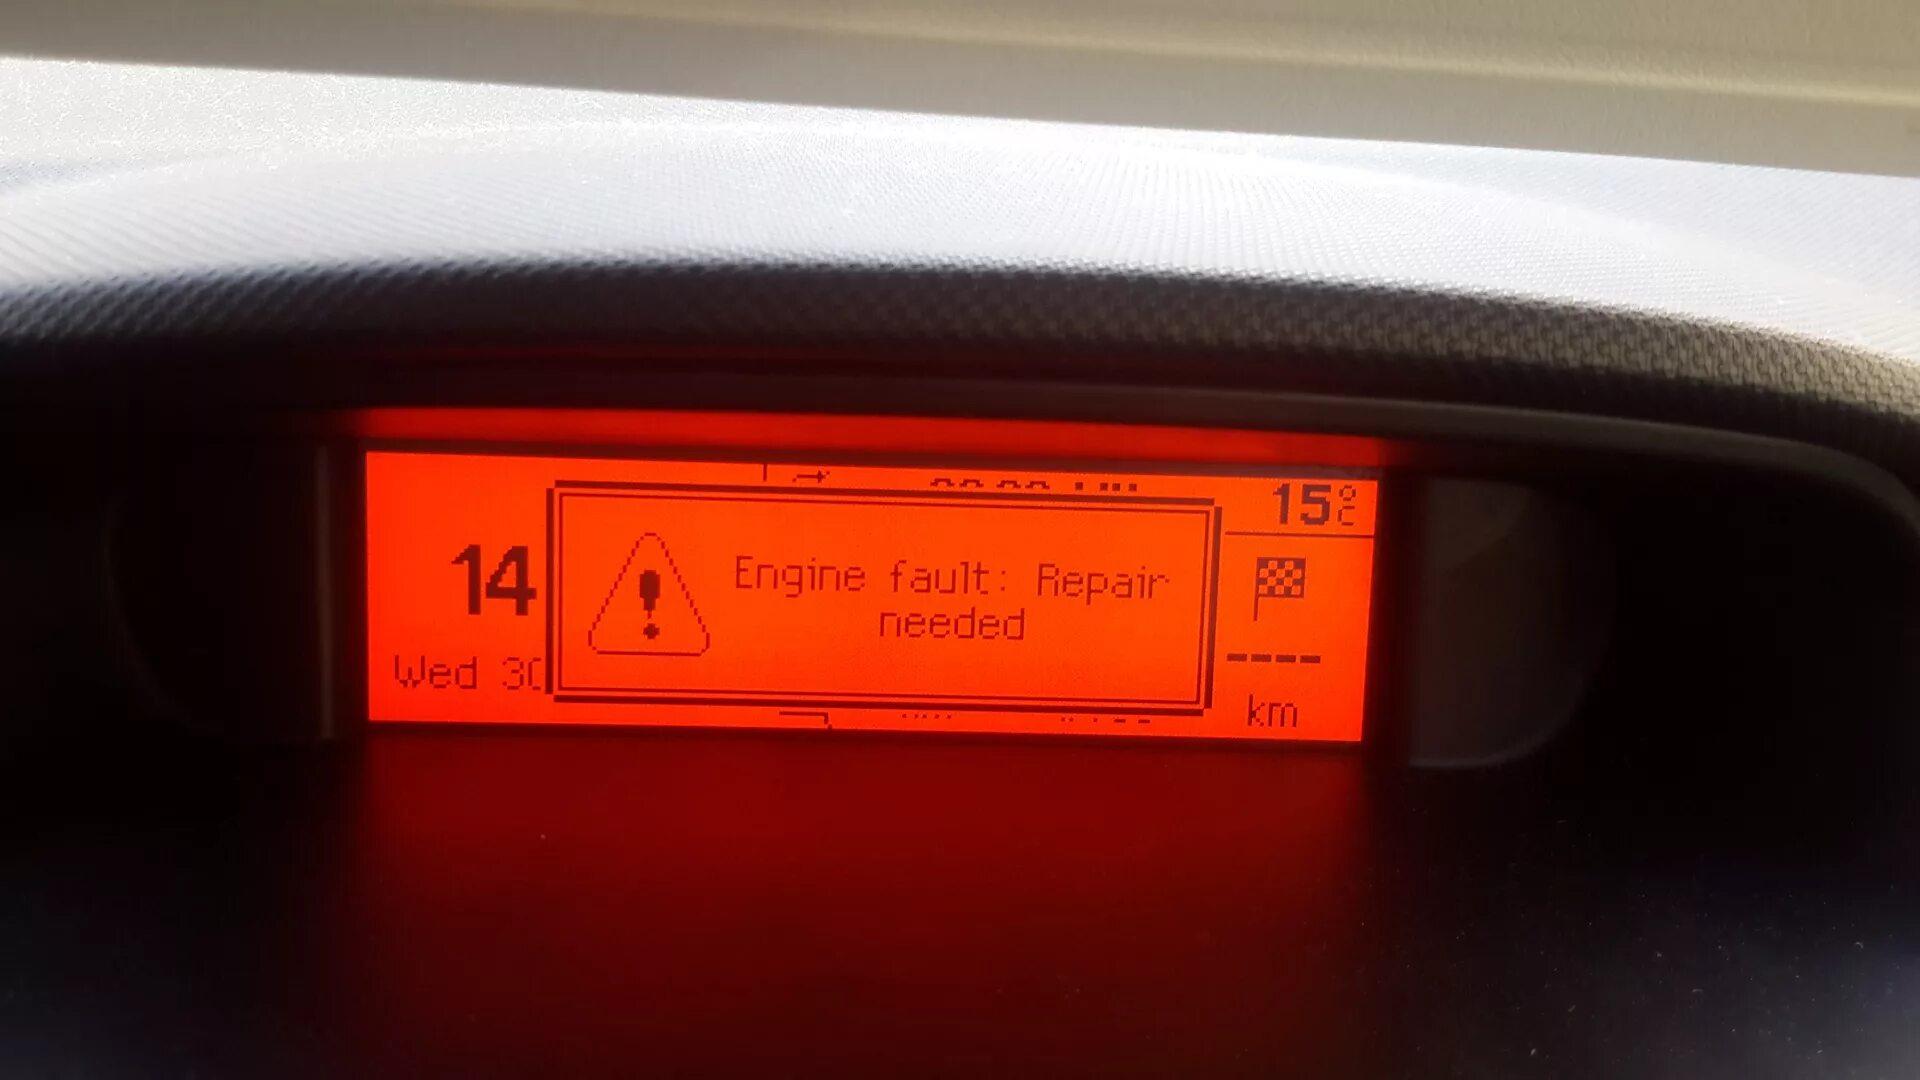 15°C
14
Engine fault: Repair
needed
Wed 30
----
km